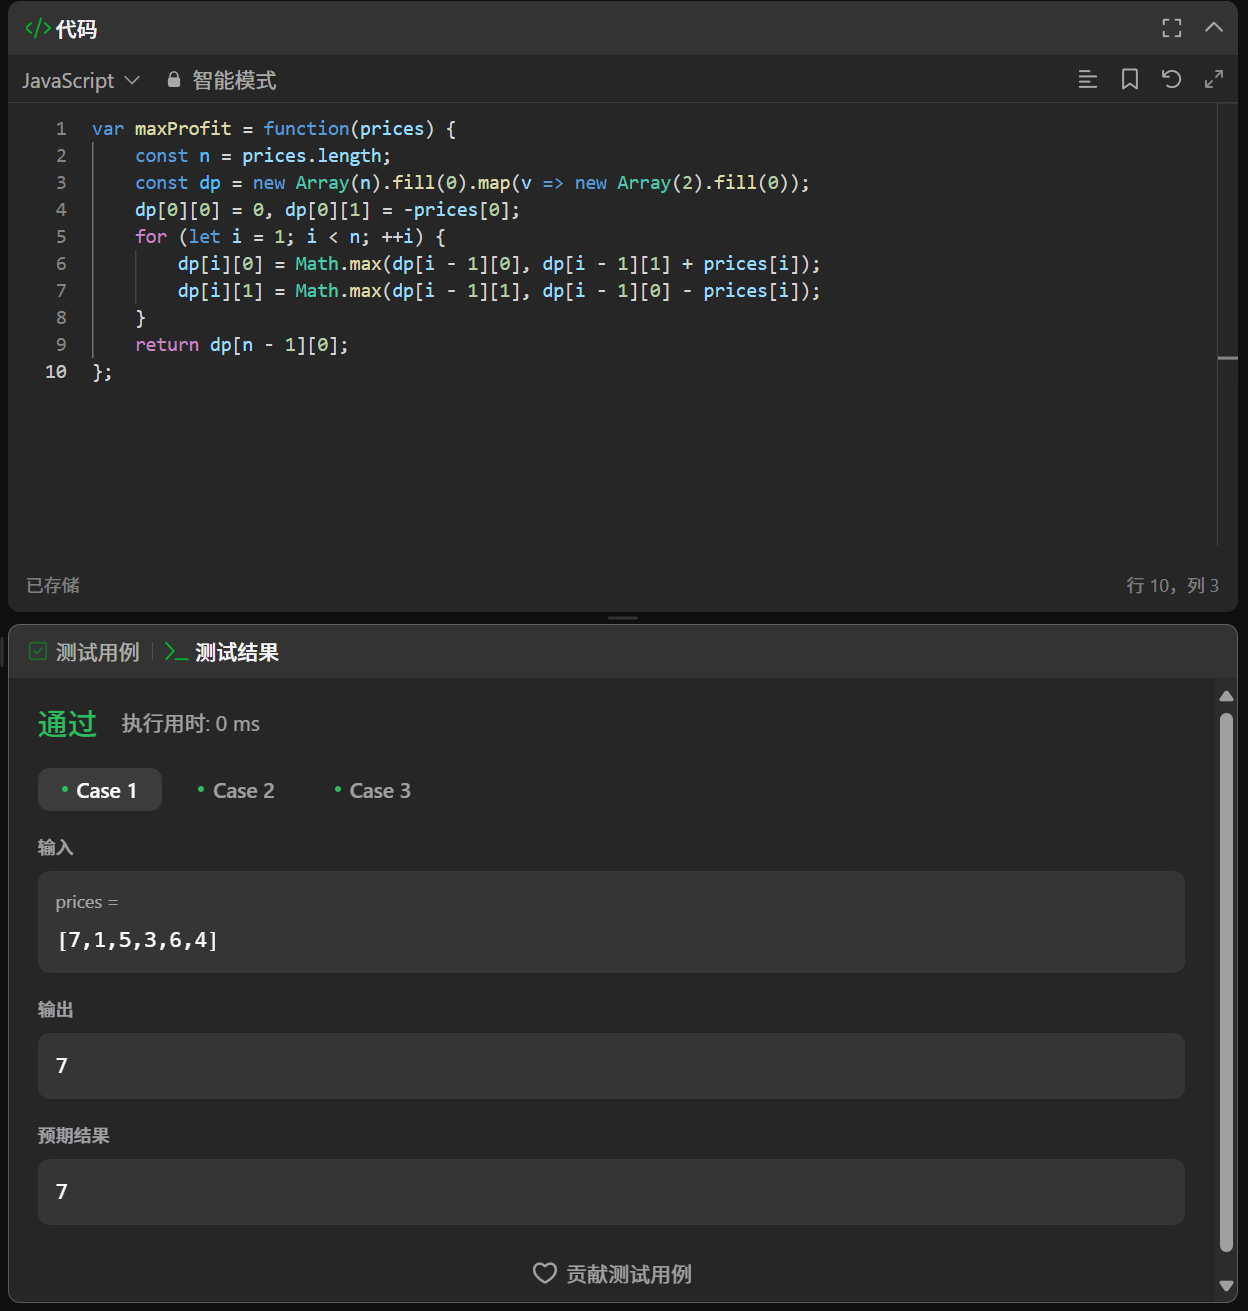 </> 代码
JavaScript 智能模式
1 var maxProfit = function(prices) {
2     const n = prices.length;
3     const dp = new Array(n).fill(0).map(v => new Array(2).fill(0));
4     dp[0][0] = 0, dp[0][1] = -prices[0];
5     for (let i = 1; i < n; ++i) {
6         dp[i][0] = Math.max(dp[i - 1][0], dp[i - 1][1] + prices[i]);
7         dp[i][1] = Math.max(dp[i - 1][1], dp[i - 1][0] - prices[i]);
8     }
9     return dp[n - 1][0];
10 };
已存储 行 10，列 3
测试用例 测试结果
通过 执行用时: 0 ms
Case 1 Case 2 Case 3
输入
prices =
[7,1,5,3,6,4]
输出
7
预期结果
7
贡献测试用例